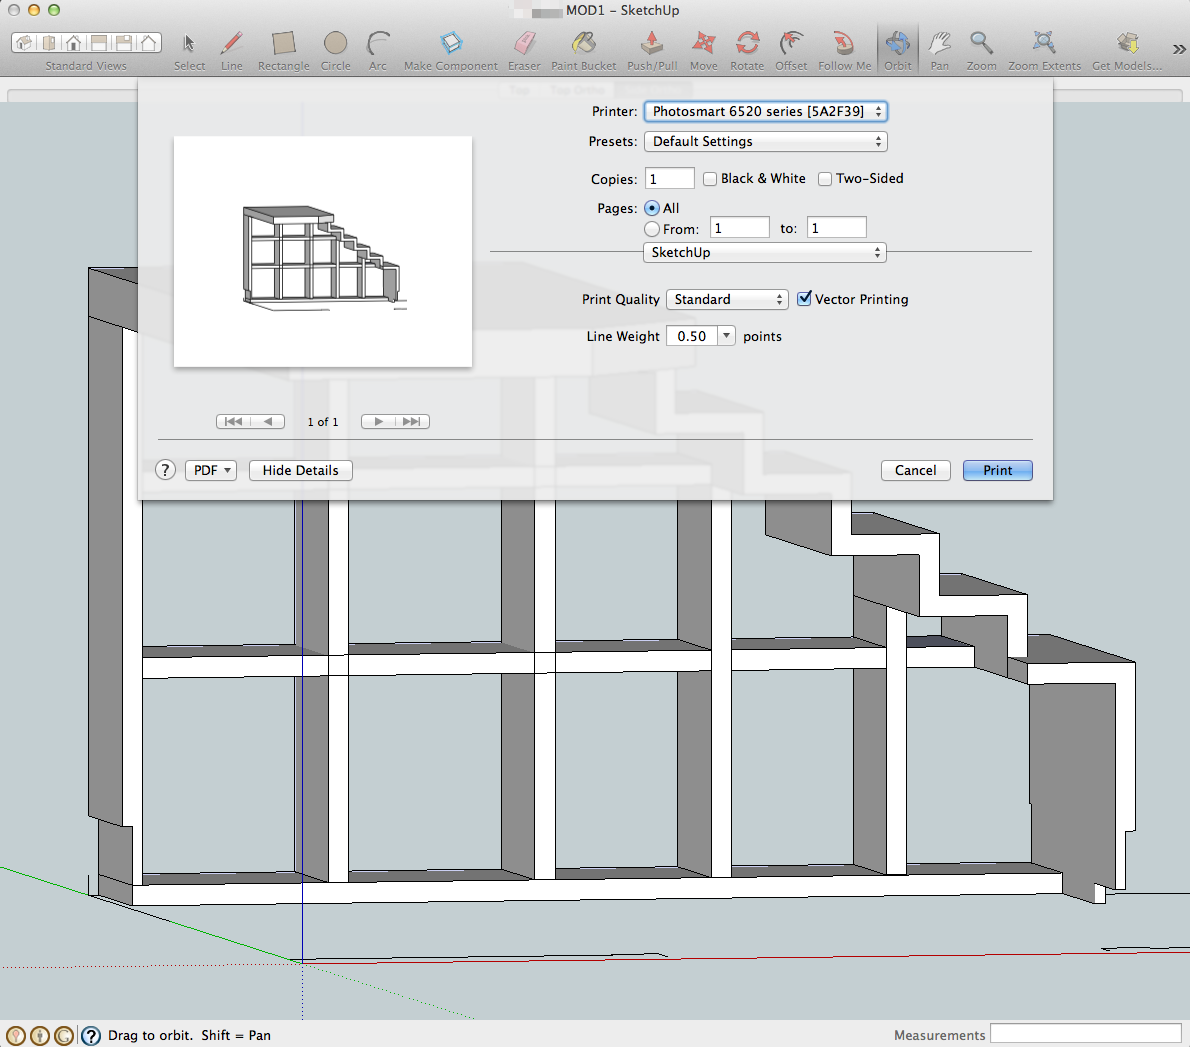 MOD1 – SketchUp
Standard Views Select Line Rectangle Circle Arc Make Component Eraser Paint Bucket Push/Pull Move Rotate Offset Follow Me Orbit Pan Zoom Zoom Extents Get Models...
Printer: Photosmart 6520 series [5A2F39]
Presets: Default Settings
Copies: 1 Black & White Two-Sided
Pages: All
From: 1 to: 1
SketchUp
Print Quality Standard Vector Printing
Line Weight 0.50 points
1 of 1
? PDF Hide Details Cancel Print
? Drag to orbit. Shift = Pan Measurements